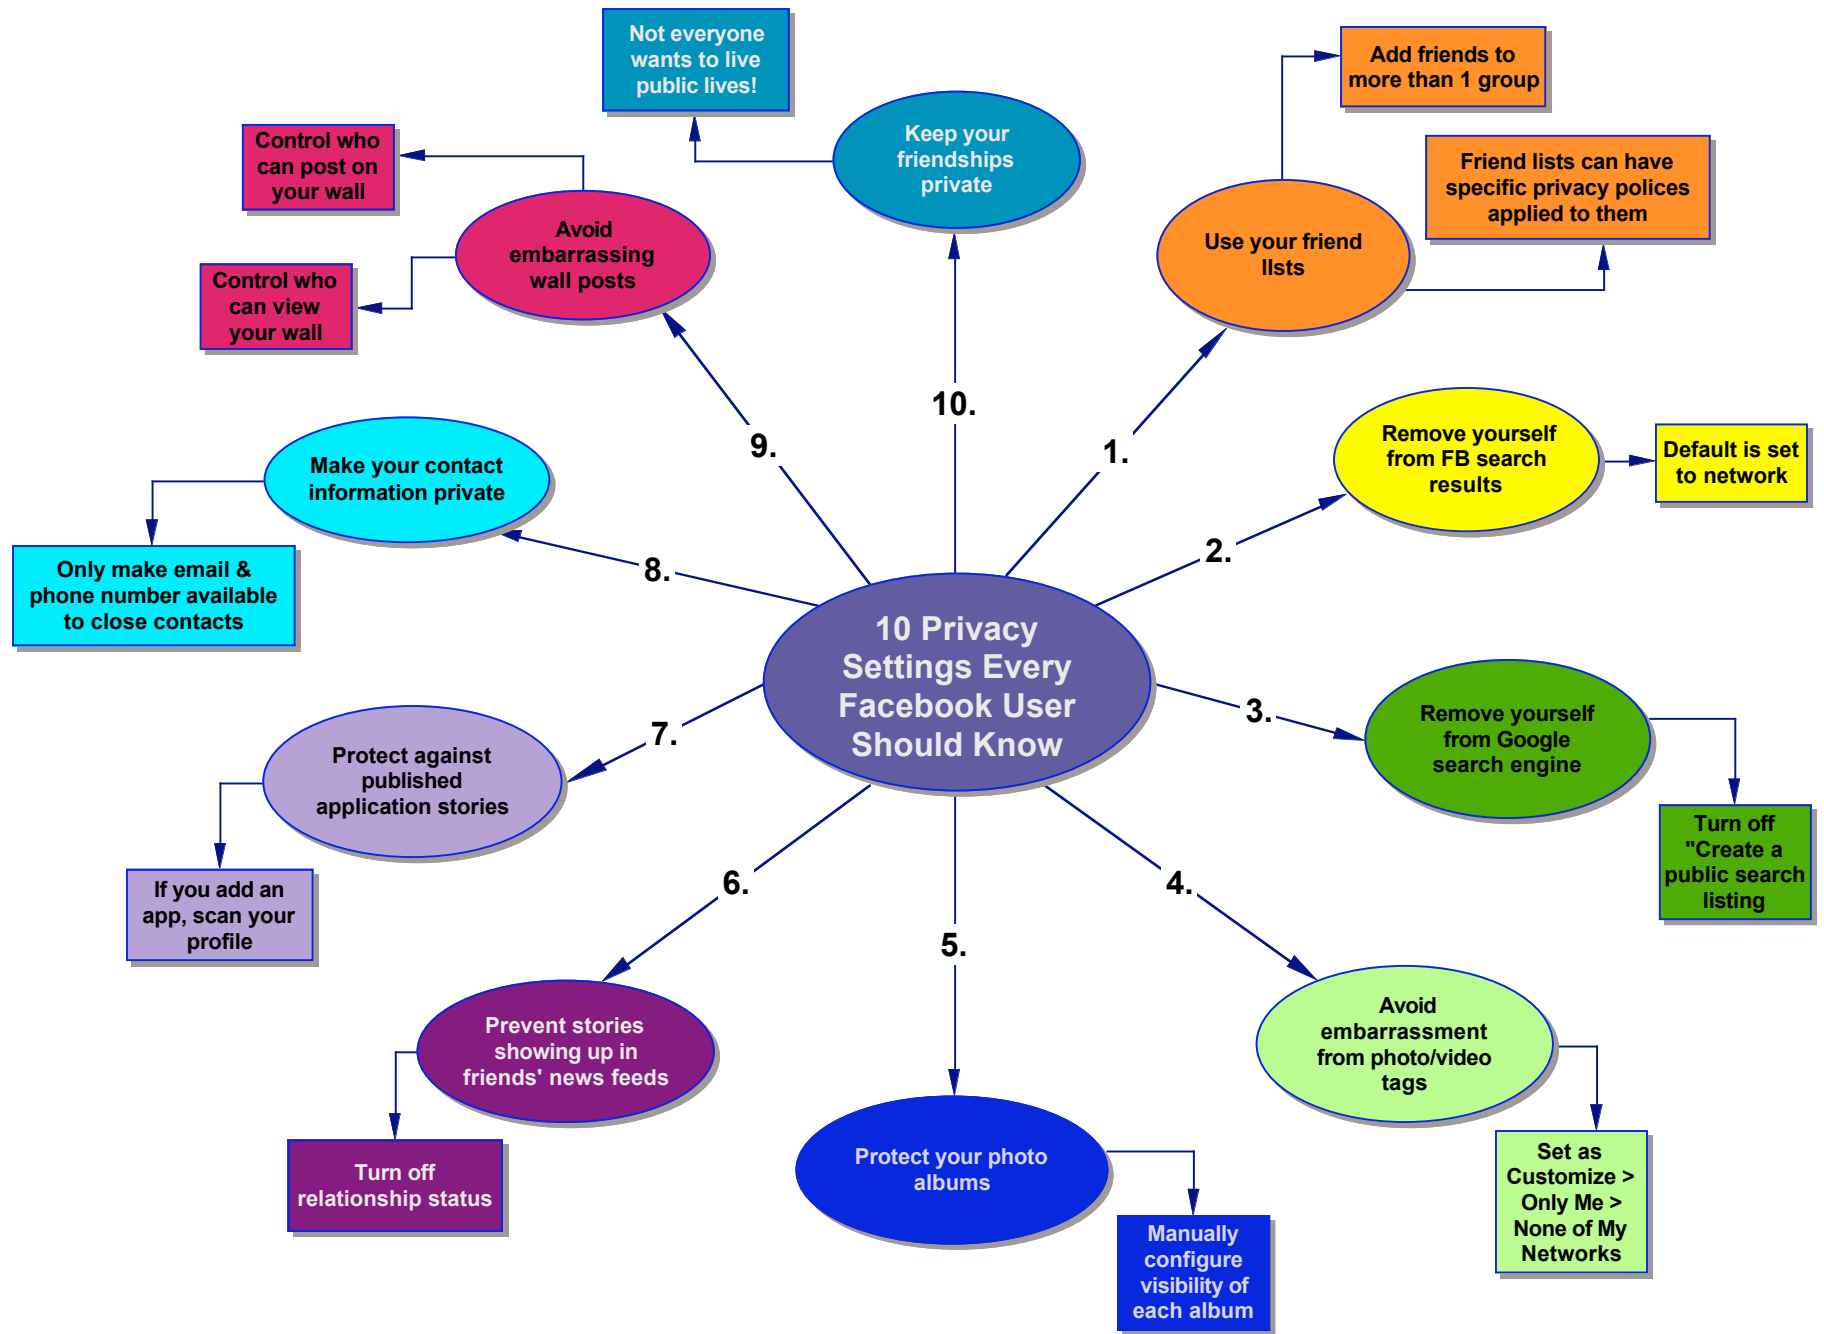 10 Privacy
Settings Every
Facebook User
Should Know
1.
Use your friend
lIsts
Add friends to
more than 1 group
Friend lists can have
specific privacy polices
applied to them
2.
Remove yourself
from FB search
results
Default is set
to network
3.
Remove yourself
from Google
search engine
Turn off
"Create a
public search
listing
4.
Avoid
embarrassment
from photo/video
tags
Set as
Customize >
Only Me >
None of My
Networks
5.
Protect your photo
albums
Manually
configure
visibility of
each album
6.
Prevent stories
showing up in
friends' news feeds
Turn off
relationship status
7.
Protect against
published
application stories
If you add an
app, scan your
profile
8.
Make your contact
information private
Only make email &
phone number available
to close contacts
9.
Avoid
embarrassing
wall posts
Control who
can post on
your wall
Control who
can view
your wall
10.
Keep your
friendships
private
Not everyone
wants to live
public lives!